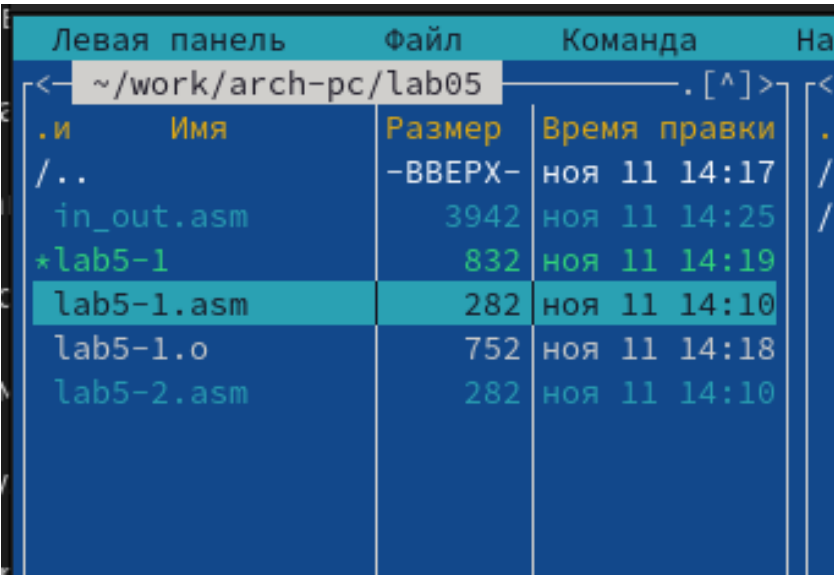 Левая панель Файл Команда На
<- ~/work/arch-pc/lab05 .[^]>
.и Имя Размер Время правки
/.. -ВВЕРХ- ноя 11 14:17
in_out.asm 3942 ноя 11 14:25
*lab5-1 832 ноя 11 14:19
lab5-1.asm 282 ноя 11 14:10
lab5-1.o 752 ноя 11 14:18
lab5-2.asm 282 ноя 11 14:10